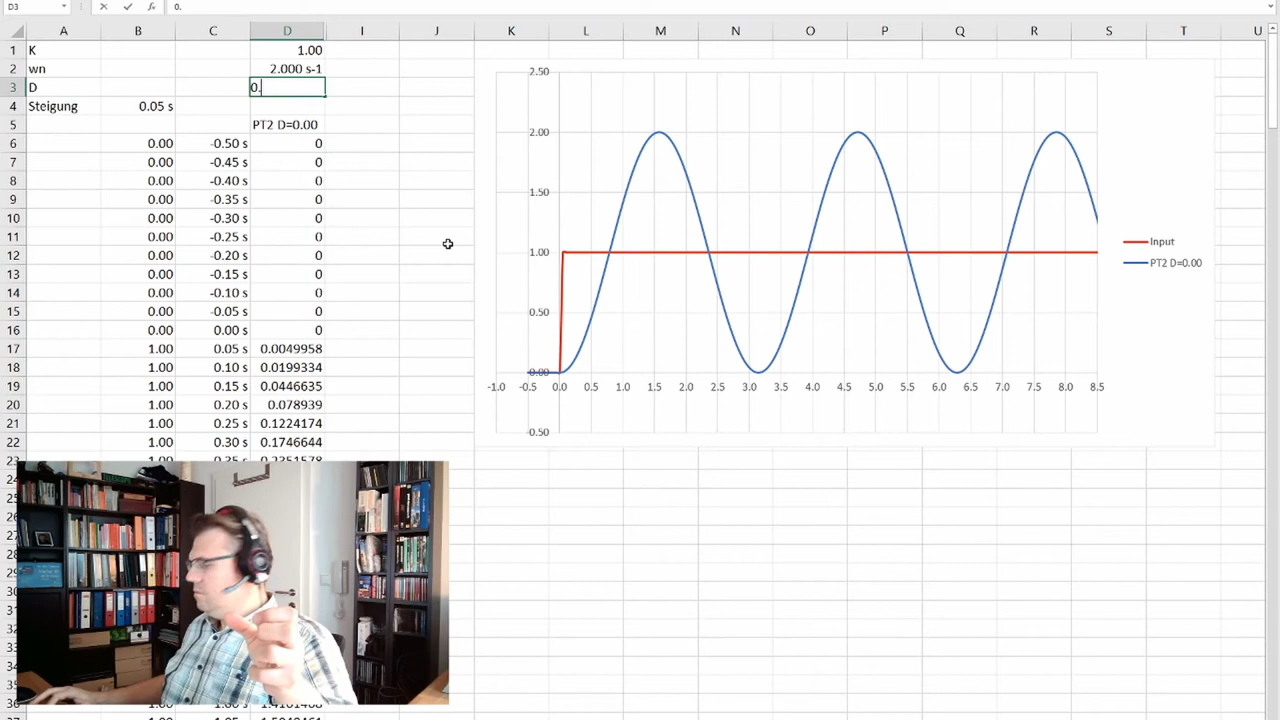 D3 0.
A B C D I J K L M N O P Q R S T U
1 K 1.00
2 wn 2.000 s-1
3 D 0.
4 Steigung 0.05 s
5 PT2 D=0.00
6 0.00 -0.50 s 0
7 0.00 -0.45 s 0
8 0.00 -0.40 s 0
9 0.00 -0.35 s 0
10 0.00 -0.30 s 0
11 0.00 -0.25 s 0
12 0.00 -0.20 s 0
13 0.00 -0.15 s 0
14 0.00 -0.10 s 0
15 0.00 -0.05 s 0
16 0.00 0.00 s 0
17 1.00 0.05 s 0.0049958
18 1.00 0.10 s 0.0199334
19 1.00 0.15 s 0.0446635
20 1.00 0.20 s 0.078939
21 1.00 0.25 s 0.1224174
22 1.00 0.30 s 0.1746644
2.50
2.00
1.50
1.00
0.50
0.00
-0.50
-1.0 -0.5 0.0 0.5 1.0 1.5 2.0 2.5 3.0 3.5 4.0 4.5 5.0 5.5 6.0 6.5 7.0 7.5 8.0 8.5
Input
PT2 D=0.00